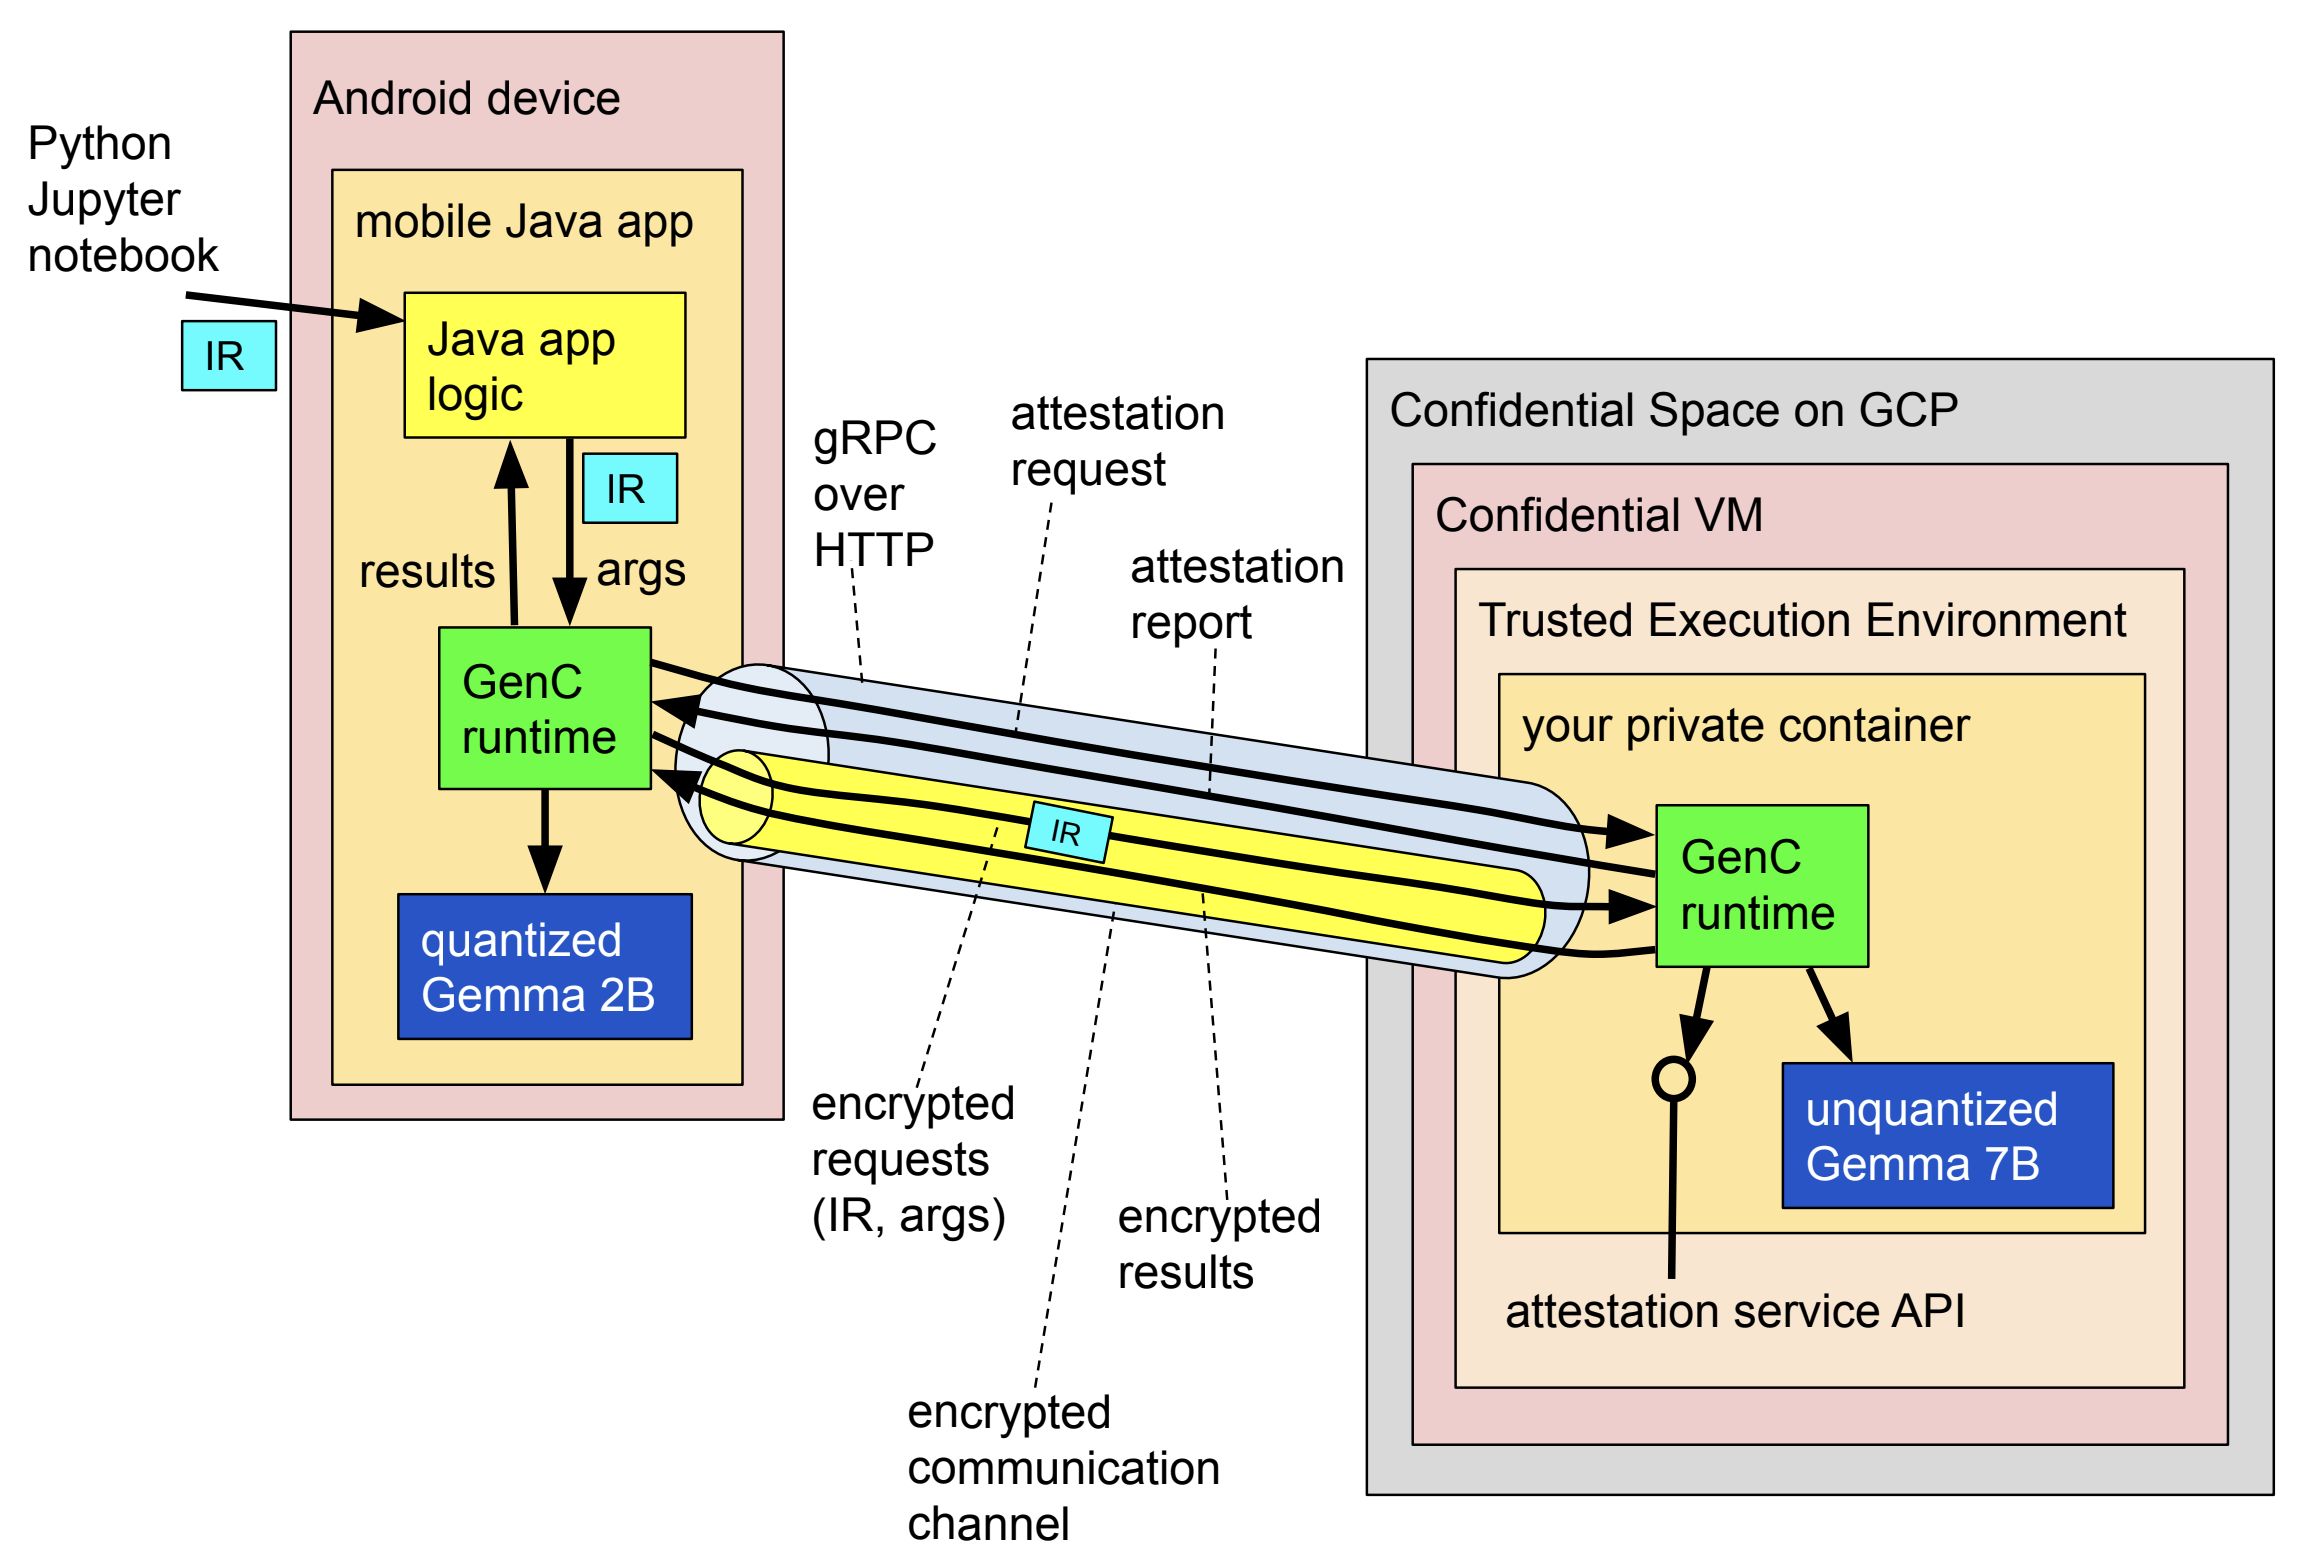 Android device
Python
Jupyter
notebook
IR
mobile Java app
Java app
logic
IR
results
args
GenC
runtime
quantized
Gemma 2B
gRPC
over
HTTP
attestation
request
attestation
report
IR
encrypted
requests
(IR, args)
encrypted
results
encrypted
communication
channel
Confidential Space on GCP
Confidential VM
Trusted Execution Environment
your private container
GenC
runtime
unquantized
Gemma 7B
attestation service API